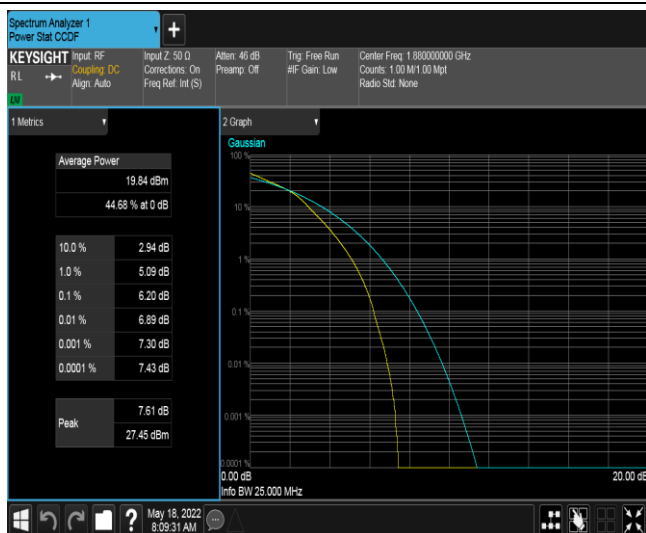 Spectrum Analyzer 1
Power Stat CCDF
KEYSIGHT
R L
Input: RF
Coupling: DC
Align: Auto
Input Z: 50 Ω
Corrections: On
Freq Ref: Int (S)
Atten: 46 dB
Preamp: Off
Trig: Free Run
#IF Gain: Low
Center Freq: 1.880000000 GHz
Counts: 1.00 M/1.00 Mpt
Radio Std: None
1 Metrics
Average Power
19.84 dBm
44.68 % at 0 dB
10.0 % 2.94 dB
1.0 % 5.09 dB
0.1 % 6.20 dB
0.01 % 6.89 dB
0.001 % 7.30 dB
0.0001 % 7.43 dB
Peak
7.61 dB
27.45 dBm
2 Graph
Gaussian
100 %
10 %
1 %
0.1 %
0.01 %
0.001 %
0.0001 %
0.00 dB
20.00 dB
Info BW 25.000 MHz
May 18, 2022
8:09:31 AM